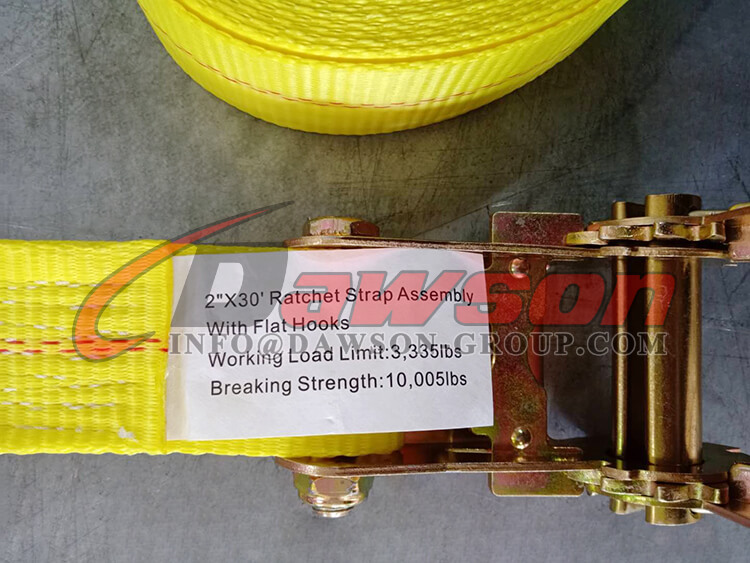 Dawson
INFO@DAWSON-GROUP.COM
2"X30' Ratchet Strap Assembly
With Flat Hooks
Working Load Limit:3,335lbs
Breaking Strength:10,005lbs